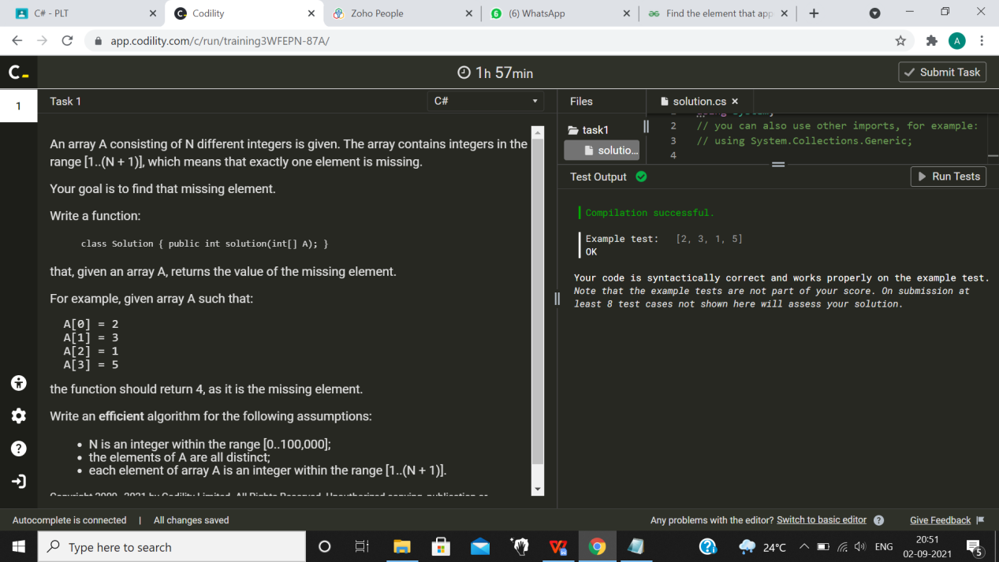 C# - PLT
Codility
Zoho People
6 (6) WhatsApp
Find the element that app
app.codility.com/c/run/training3WFEPN-87A/
A
1h 57min
Submit Task
1
Task 1
C#
Files
solution.cs
An array A consisting of N different integers is given. The array contains integers in the
range [1..(N + 1)], which means that exactly one element is missing.
Your goal is to find that missing element.
Write a function:
class Solution { public int solution(int[] A); }
that, given an array A, returns the value of the missing element.
For example, given array A such that:
A[0] = 2
A[1] = 3
A[2] = 1
A[3] = 5
the function should return 4, as it is the missing element.
Write an efficient algorithm for the following assumptions:
• N is an integer within the range [0..100,000];
• the elements of A are all distinct;
• each element of array A is an integer within the range [1..(N + 1)].
task1
solutio...
2 // you can also use other imports, for example:
3 // using System.Collections.Generic;
4
Test Output
Run Tests
Compilation successful.
Example test: [2, 3, 1, 5]
OK
Your code is syntactically correct and works properly on the example test.
Note that the example tests are not part of your score. On submission at
least 8 test cases not shown here will assess your solution.
Autocomplete is connected | All changes saved
Any problems with the editor? Switch to basic editor ?
Give Feedback
Type here to search
24°C
ENG
20:51
02-09-2021
5